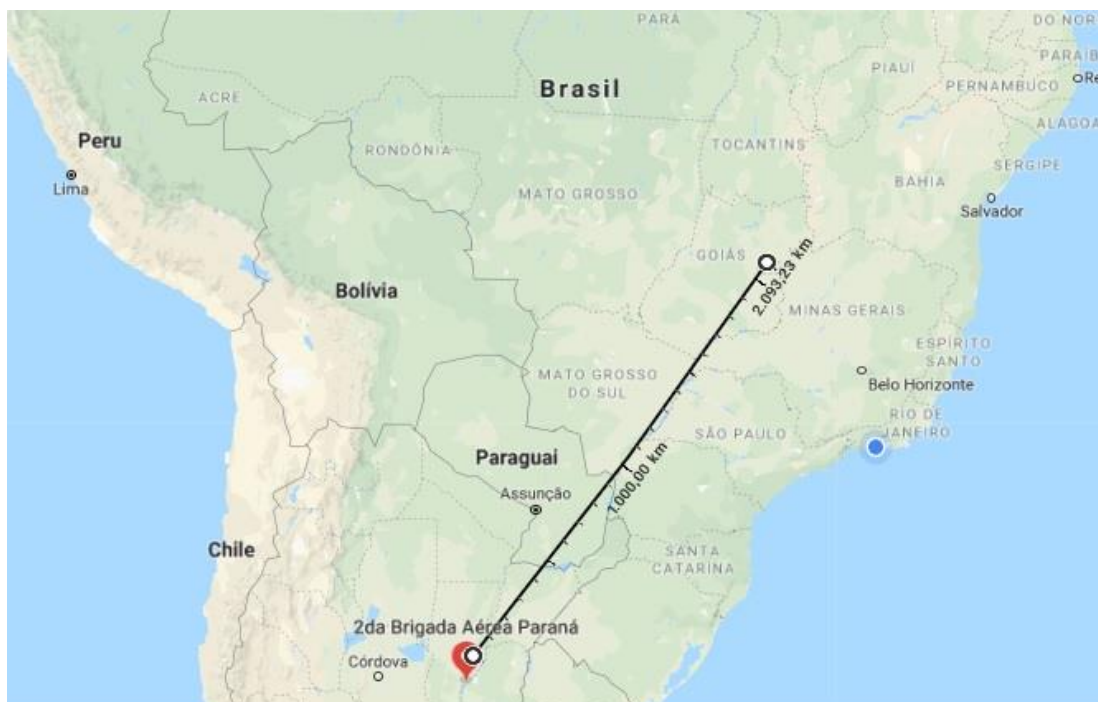 PARÁ
DO NOR
PARAÍB
Re
PIAUÍ
PERNAMBUCO
ALAGOA
SERGIPE
ACRE
Brasil
Peru
RONDÔNIA
TOCANTINS
Lima
MATO GROSSO
BAHIA
Salvador
GOIÁS
2.093,23 km
Bolívia
MINAS GERAIS
ESPÍRITO
SANTO
MATO GROSSO
DO SUL
Belo Horizonte
RIO DE
JANEIRO
SÃO PAULO
Paraguai
1.000,00 km
Assunção
Chile
SANTA
CATARINA
2da Brigada Aérea Paraná
Córdova